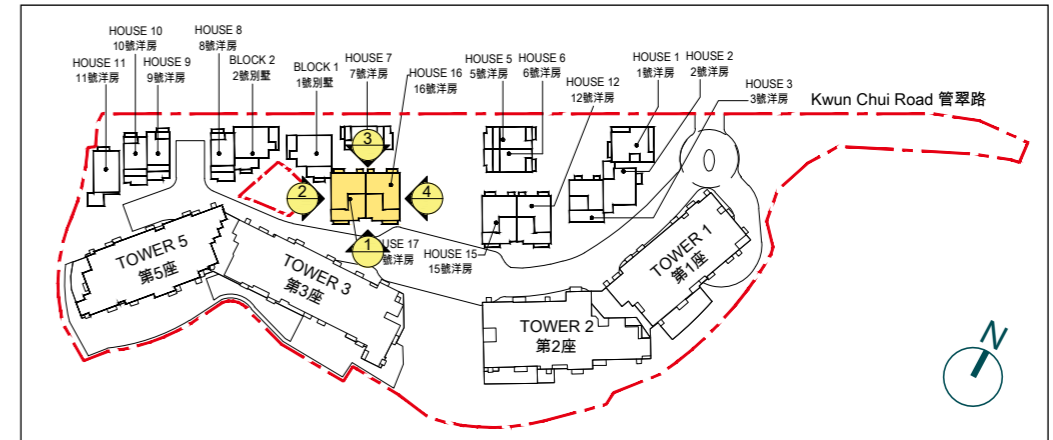 HOUSE 10
10號洋房
HOUSE 8
8號洋房
HOUSE 11
11號洋房
HOUSE 9
9號洋房
BLOCK 2
2號別墅
BLOCK 1
1號別墅
HOUSE 7
7號洋房
HOUSE 16
16號洋房
HOUSE 5
5號洋房
HOUSE 6
6號洋房
HOUSE 12
12號洋房
HOUSE 1
1號洋房
HOUSE 2
2號洋房
HOUSE 3
3號洋房
Kwun Chui Road 管翠路
3
2
4
1
USE 17
號洋房
HOUSE 15
15號洋房
TOWER 5
第5座
TOWER 3
第3座
TOWER 2
第2座
TOWER 1
第1座
N